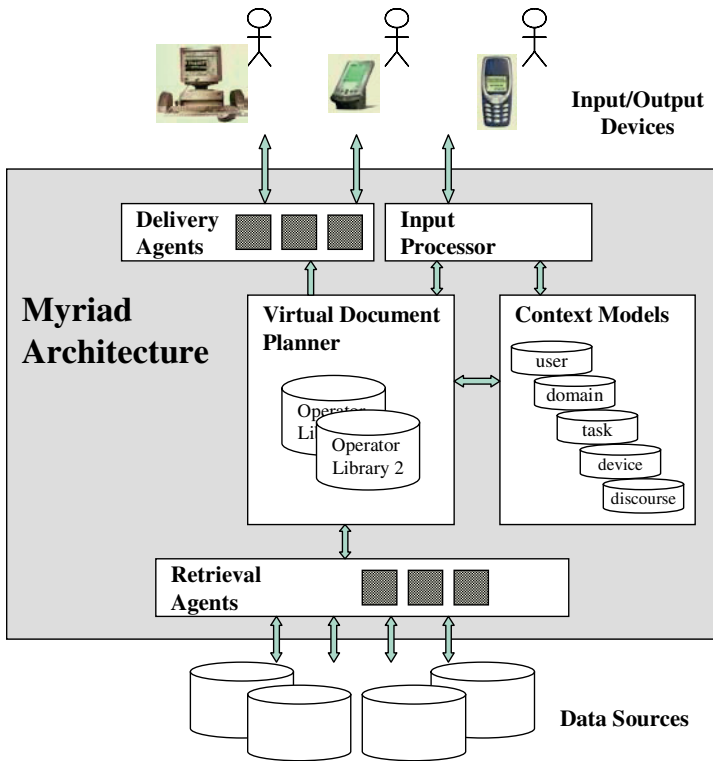 Input/Output
Devices
Delivery
Agents
Input
Processor
Myriad
Architecture
Virtual Document
Planner
Operator
Operator
Library 2
Context Models
user
domain
task
device
discourse
Retrieval
Agents
Data Sources